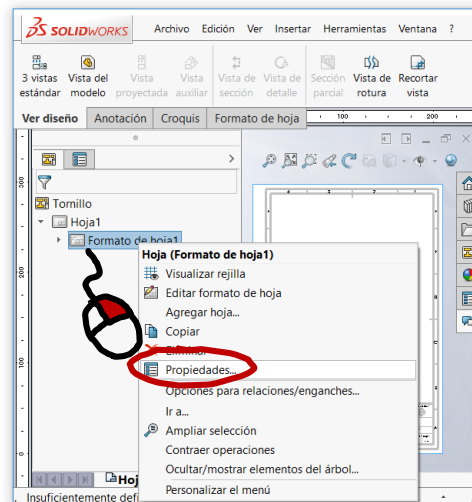 SOLIDWORKS Archivo Edición Ver Insertar Herramientas Ventana ?
3 vistas estándar
Vista del modelo
Vista proyectada
Vista auxiliar
Vista de sección
Vista de detalle
Sección parcial
Vista de rotura
Recortar vista
Ver diseño Anotación Croquis Formato de hoja
100 200
300
Tornillo
Hoja1
Formato de hoja1
Hoja (Formato de hoja1)
Visualizar rejilla
Editar formato de hoja
Agregar hoja...
Copiar
Eliminar
Propiedades...
Opciones para relaciones/enganches...
Ir a...
Ampliar selección
Contraer operaciones
Ocultar/mostrar elementos del árbol...
Personalizar el menú
200
100
0
Hoj
Insuficientemente defi